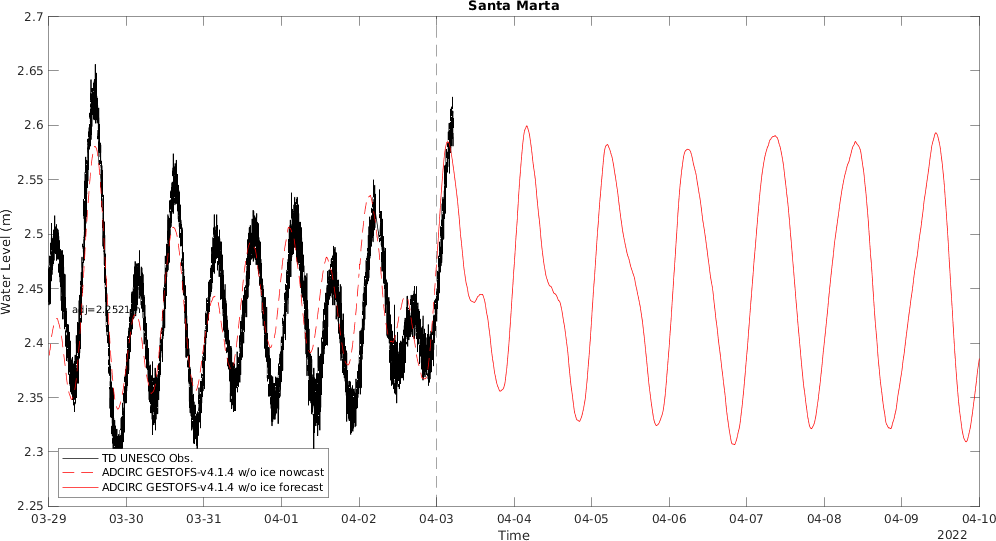 Santa Marta
2.7
2.65
2.6
2.55
2.5
2.45
2.4
2.35
2.3
2.25
Water Level (m)
adj=2.2521m
TD UNESCO Obs.
ADCIRC GESTOFS-v4.1.4 w/o ice nowcast
ADCIRC GESTOFS-v4.1.4 w/o ice forecast
03-29 03-30 03-31 04-01 04-02 04-03 04-04 04-05 04-06 04-07 04-08 04-09 04-10
Time
2022